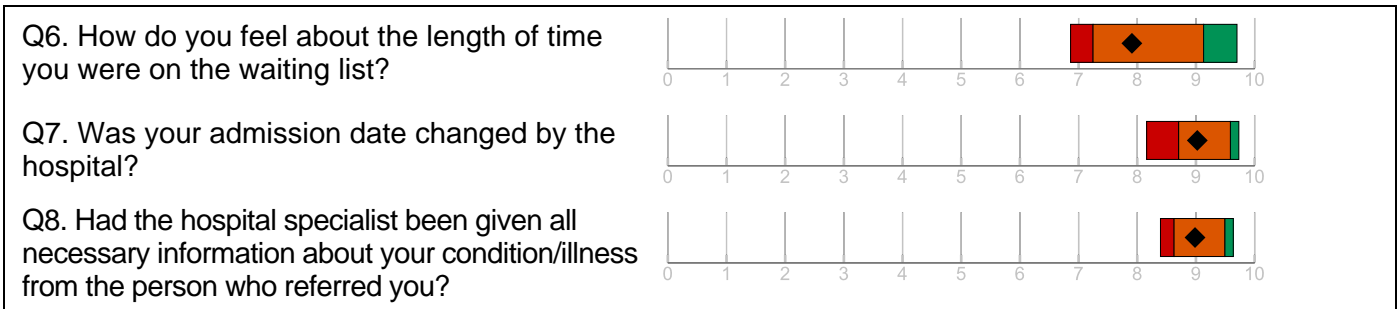 Q6. How do you feel about the length of time
you were on the waiting list?
0 1 2 3 4 5 6 7 8 9 10
Q7. Was your admission date changed by the
hospital?
0 1 2 3 4 5 6 7 8 9 10
Q8. Had the hospital specialist been given all
necessary information about your condition/illness
from the person who referred you?
0 1 2 3 4 5 6 7 8 9 10